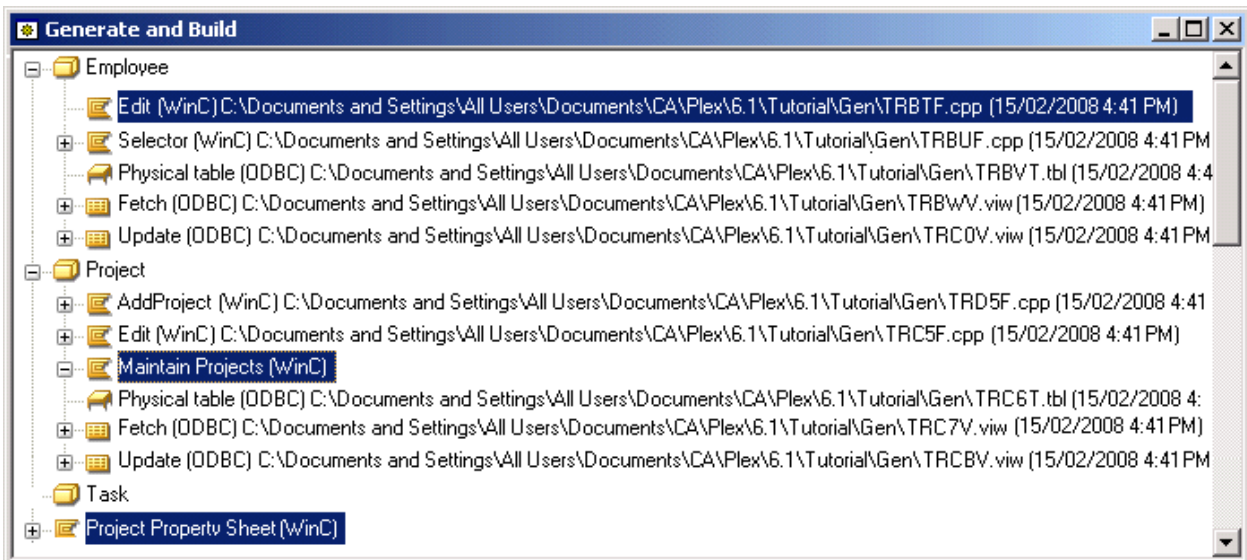 Generate and Build
Employee
Edit (WinC) C:\Documents and Settings\All Users\Documents\CA\Plex\6.1\Tutorial\Gen\TRBTF.cpp (15/02/2008 4:41 PM)
Selector (WinC) C:\Documents and Settings\All Users\Documents\CA\Plex\6.1\Tutorial\Gen\TRBUF.cpp (15/02/2008 4:41 PM
Physical table (ODBC) C:\Documents and Settings\All Users\Documents\CA\Plex\6.1\Tutorial\Gen\TRBVT.tbl (15/02/2008 4:4
Fetch (ODBC) C:\Documents and Settings\All Users\Documents\CA\Plex\6.1\Tutorial\Gen\TRBWV.viw (15/02/2008 4:41 PM)
Update (ODBC) C:\Documents and Settings\All Users\Documents\CA\Plex\6.1\Tutorial\Gen\TRC0V.viw (15/02/2008 4:41 PM
Project
AddProject (WinC) C:\Documents and Settings\All Users\Documents\CA\Plex\6.1\Tutorial\Gen\TRD5F.cpp (15/02/2008 4:41
Edit (WinC) C:\Documents and Settings\All Users\Documents\CA\Plex\6.1\Tutorial\Gen\TRC5F.cpp (15/02/2008 4:41 PM)
Maintain Projects (WinC)
Physical table (ODBC) C:\Documents and Settings\All Users\Documents\CA\Plex\6.1\Tutorial\Gen\TRC6T.tbl (15/02/2008 4:
Fetch (ODBC) C:\Documents and Settings\All Users\Documents\CA\Plex\6.1\Tutorial\Gen\TRC7V.viw (15/02/2008 4:41 PM)
Update (ODBC) C:\Documents and Settings\All Users\Documents\CA\Plex\6.1\Tutorial\Gen\TRCBV.viw (15/02/2008 4:41 PM
Task
Project Property Sheet (WinC)